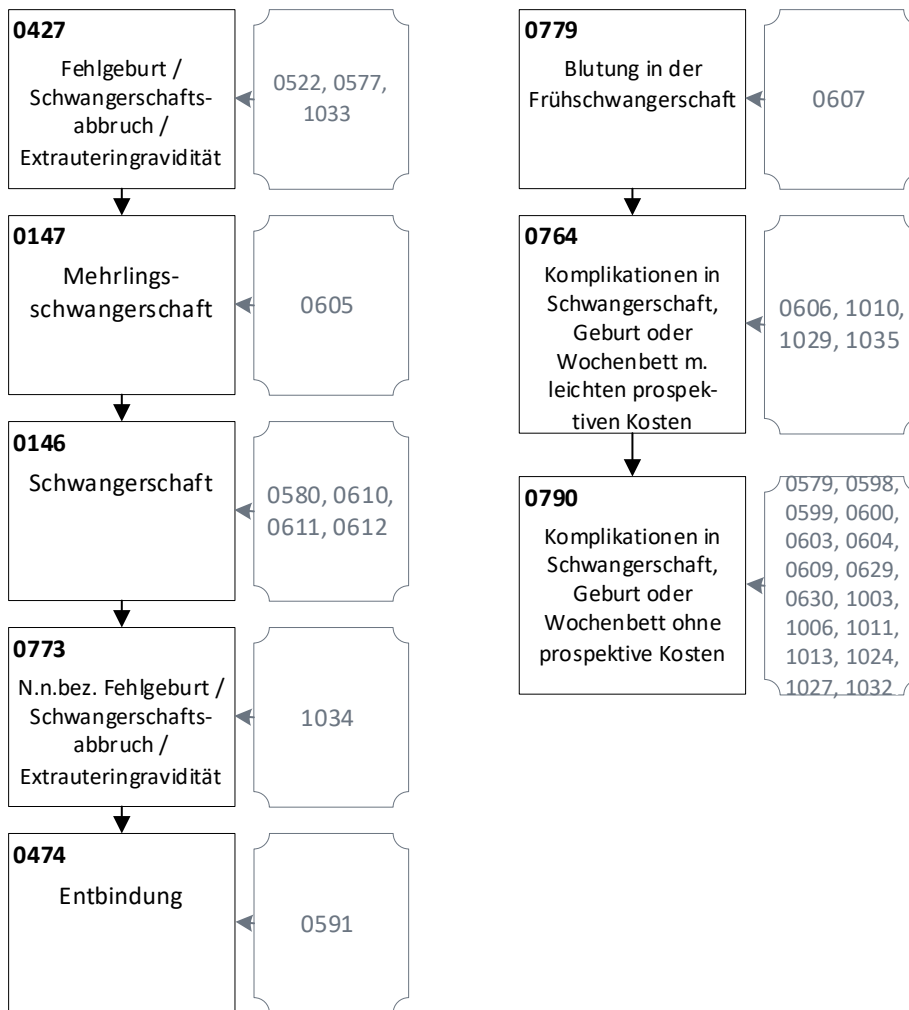 0427
Fehlgeburt /
Schwangerschafts-
abbruch /
Extrauteringravidität
0522, 0577,
1033
0147
Mehrlings-
schwangerschaft
0605
0146
Schwangerschaft
0580, 0610,
0611, 0612
0773
N.n.bez. Fehlgeburt /
Schwangerschafts-
abbruch /
Extrauteringravidität
1034
0474
Entbindung
0591
0779
Blutung in der
Frühschwangerschaft
0607
0764
Komplikationen in
Schwangerschaft,
Geburt oder
Wochenbett m.
leichten prospek-
tiven Kosten
0606, 1010,
1029, 1035
0790
Komplikationen in
Schwangerschaft,
Geburt oder
Wochenbett ohne
prospektive Kosten
0579, 0598,
0599, 0600,
0603, 0604,
0609, 0629,
0630, 1003,
1006, 1011,
1013, 1024,
1027, 1032